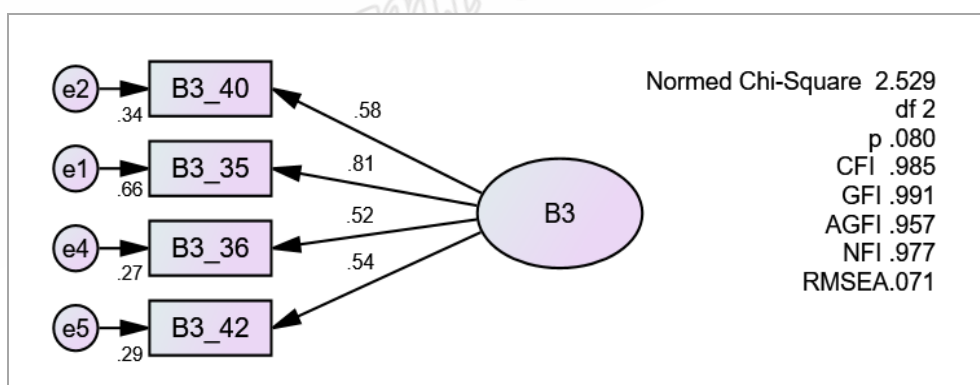 e2
B3_40
.34
.58
e1
B3_35
.66
.81
e4
B3_36
.27
.52
e5
B3_42
.29
.54
B3
Normed Chi-Square 2.529
df 2
p .080
CFI .985
GFI .991
AGFI .957
NFI .977
RMSEA.071